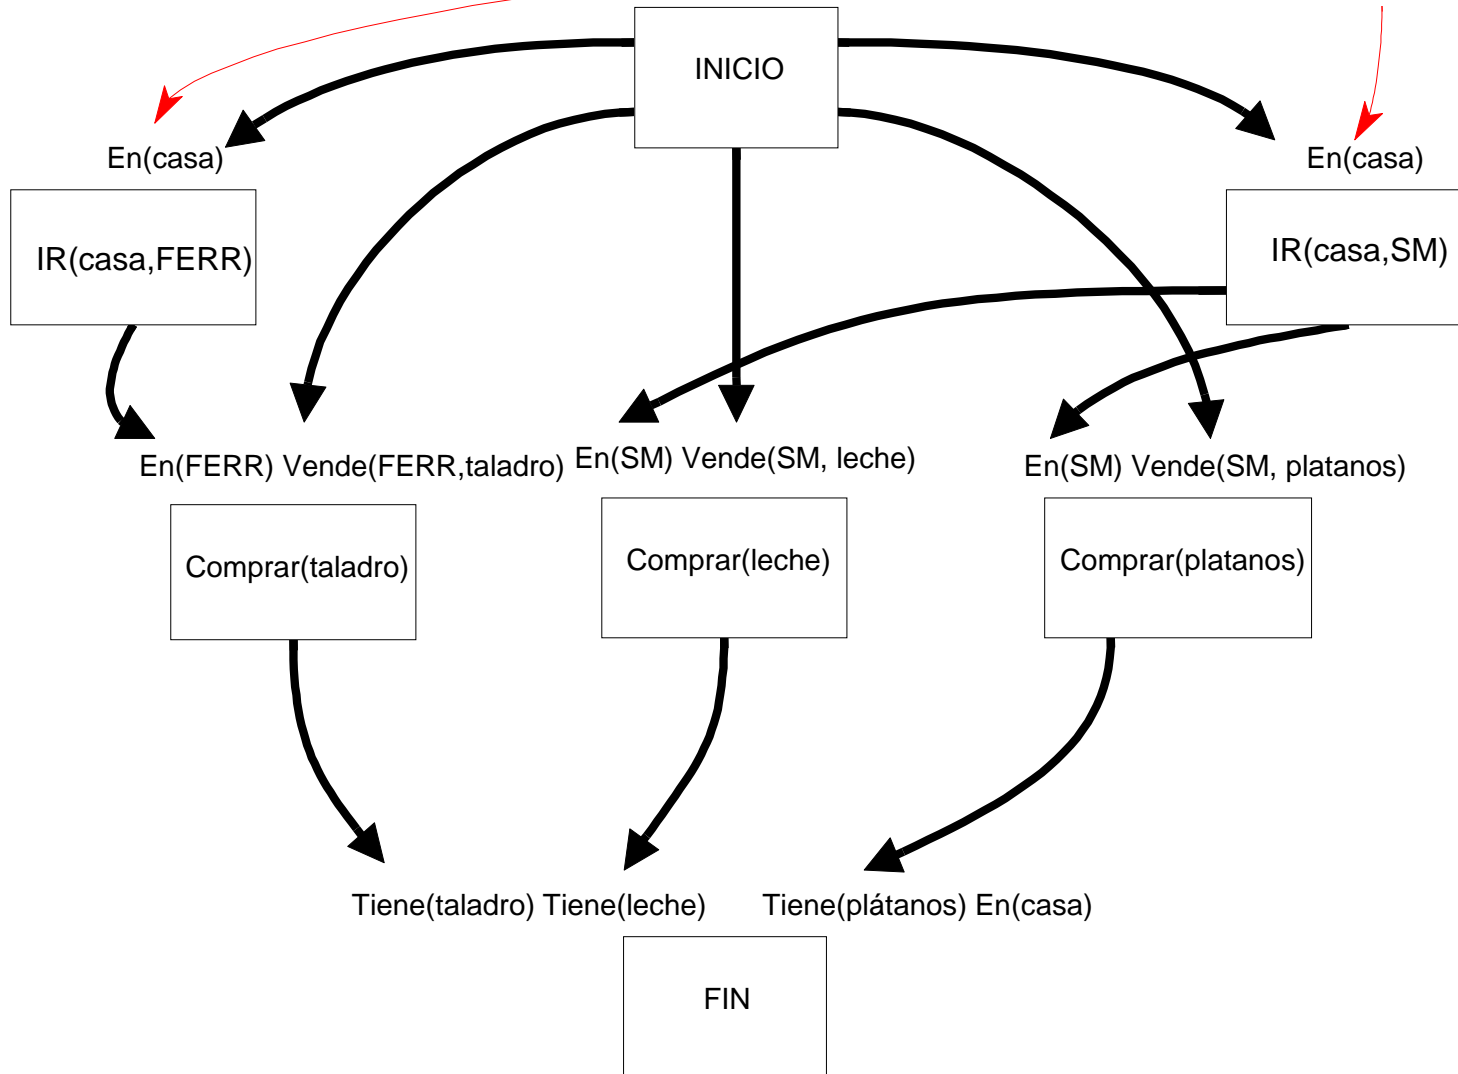 INICIO
En(casa)
En(casa)
IR(casa,FERR)
IR(casa,SM)
En(FERR) Vende(FERR,taladro)
En(SM) Vende(SM, leche)
En(SM) Vende(SM, platanos)
Comprar(taladro)
Comprar(leche)
Comprar(platanos)
Tiene(taladro) Tiene(leche)
Tiene(plátanos) En(casa)
FIN